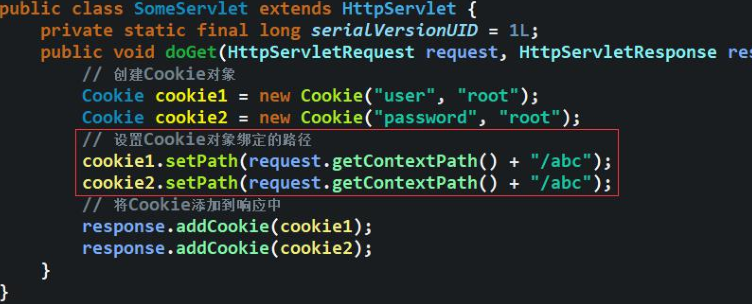 public class SomeServlet extends HttpServlet {
private static final long serialVersionUID = 1L;
public void doGet(HttpServletRequest request, HttpServletResponse res
// 创建Cookie对象
Cookie cookie1 = new Cookie("user", "root");
Cookie cookie2 = new Cookie("password", "root");
// 设置Cookie对象绑定的路径
cookie1.setPath(request.getContextPath() + "/abc");
cookie2.setPath(request.getContextPath() + "/abc");
// 将Cookie添加到响应中
response.addCookie(cookie1);
response.addCookie(cookie2);
}
}